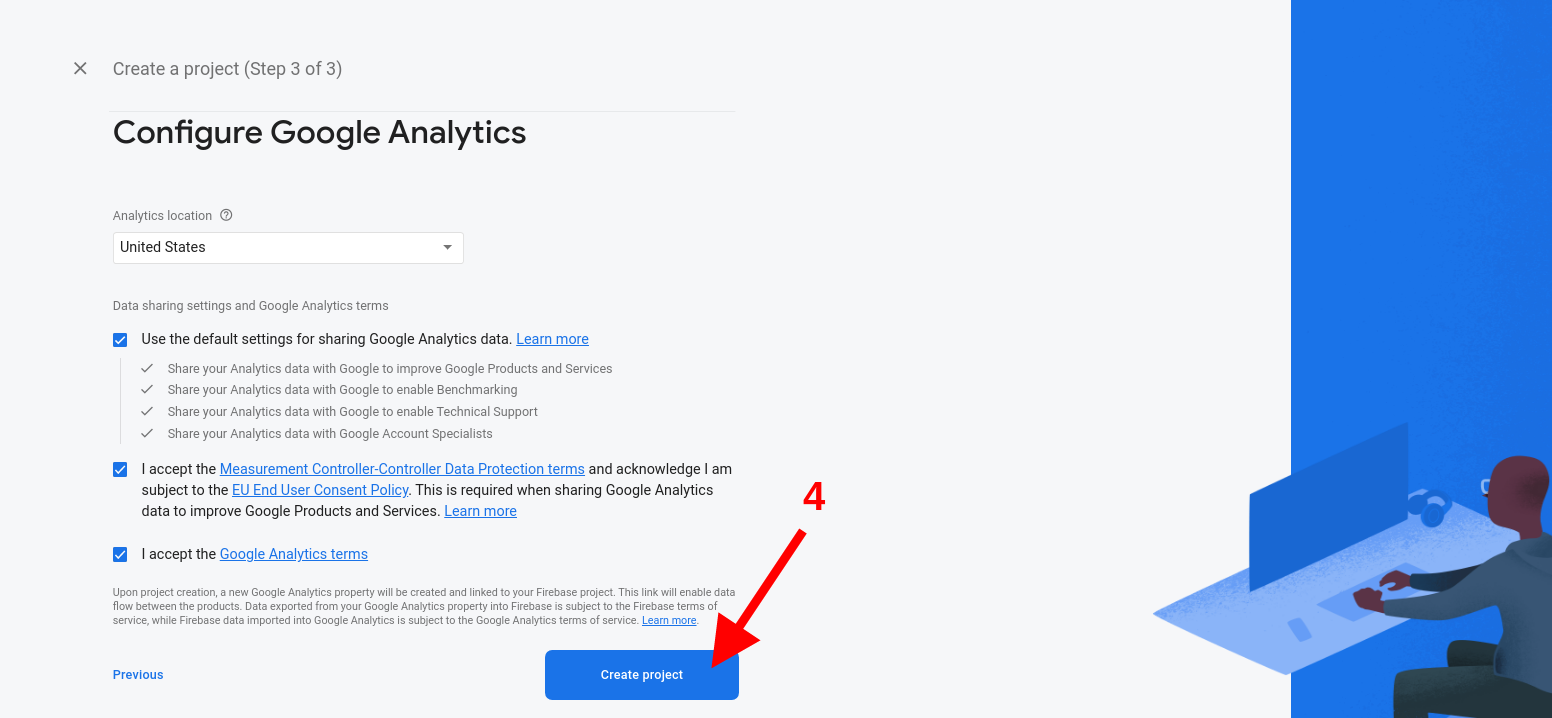 Create a project (Step 3 of 3)
Configure Google Analytics
Analytics location
United States
Data sharing settings and Google Analytics terms
Use the default settings for sharing Google Analytics data. Learn more
Share your Analytics data with Google to improve Google Products and Services
Share your Analytics data with Google to enable Benchmarking
Share your Analytics data with Google to enable Technical Support
Share your Analytics data with Google Account Specialists
I accept the Measurement Controller-Controller Data Protection terms and acknowledge I am
subject to the EU End User Consent Policy. This is required when sharing Google Analytics
data to improve Google Products and Services. Learn more
4
I accept the Google Analytics terms
Upon project creation, a new Google Analytics property will be created and linked to your Firebase project. This link will enable data
flow between the products. Data exported from your Google Analytics property into Firebase is subject to the Firebase terms of
service, while Firebase data imported into Google Analytics is subject to the Google Analytics terms of service. Learn more.
Previous
Create project